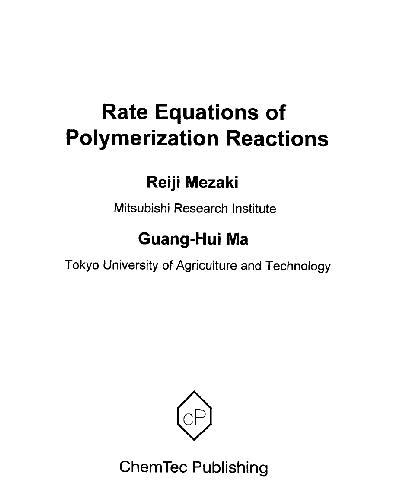 Rate Equations of
Polymerization Reactions
Reiji Mezaki
Mitsubishi Research Institute
Guang-Hui Ma
Tokyo University of Agriculture and Technology
cP
ChemTec Publishing